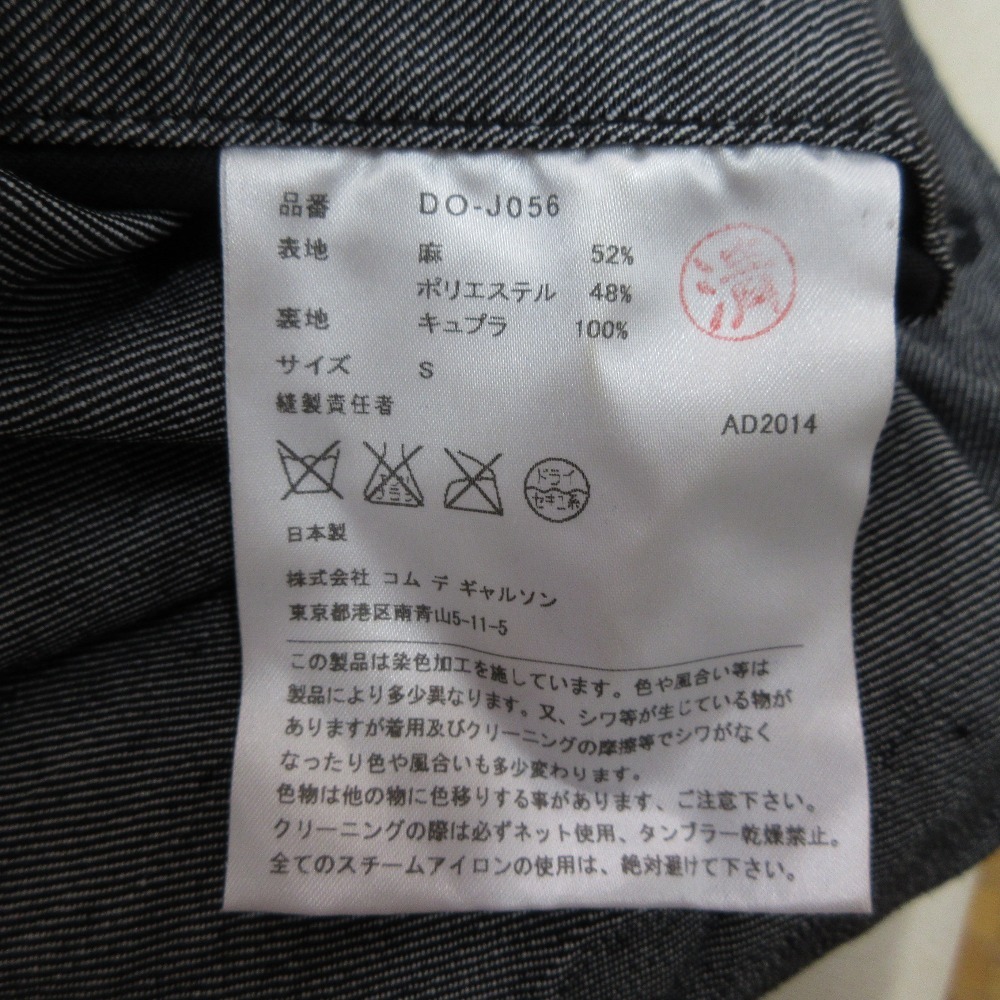 品番 DO-J056
表地 麻 52%
ポリエステル 48%
裏地 キュプラ 100%
サイズ S
縫製責任者
AD2014
ドライ
セキユ系
日本製
株式会社 コム デ ギャルソン
東京都港区南青山5-11-5
この製品は染色加工を施しています。色や風合い等は
製品により多少異なります。又、シワ等が生じている物が
ありますが着用及びクリーニングの摩擦等でシワがなく
なったり色や風合いも多少変わります。
色物は他の物に色移りする事があります、ご注意下さい。
クリーニングの際は必ずネット使用、タンブラー乾燥禁止。
全てのスチームアイロンの使用は、絶対避けて下さい。